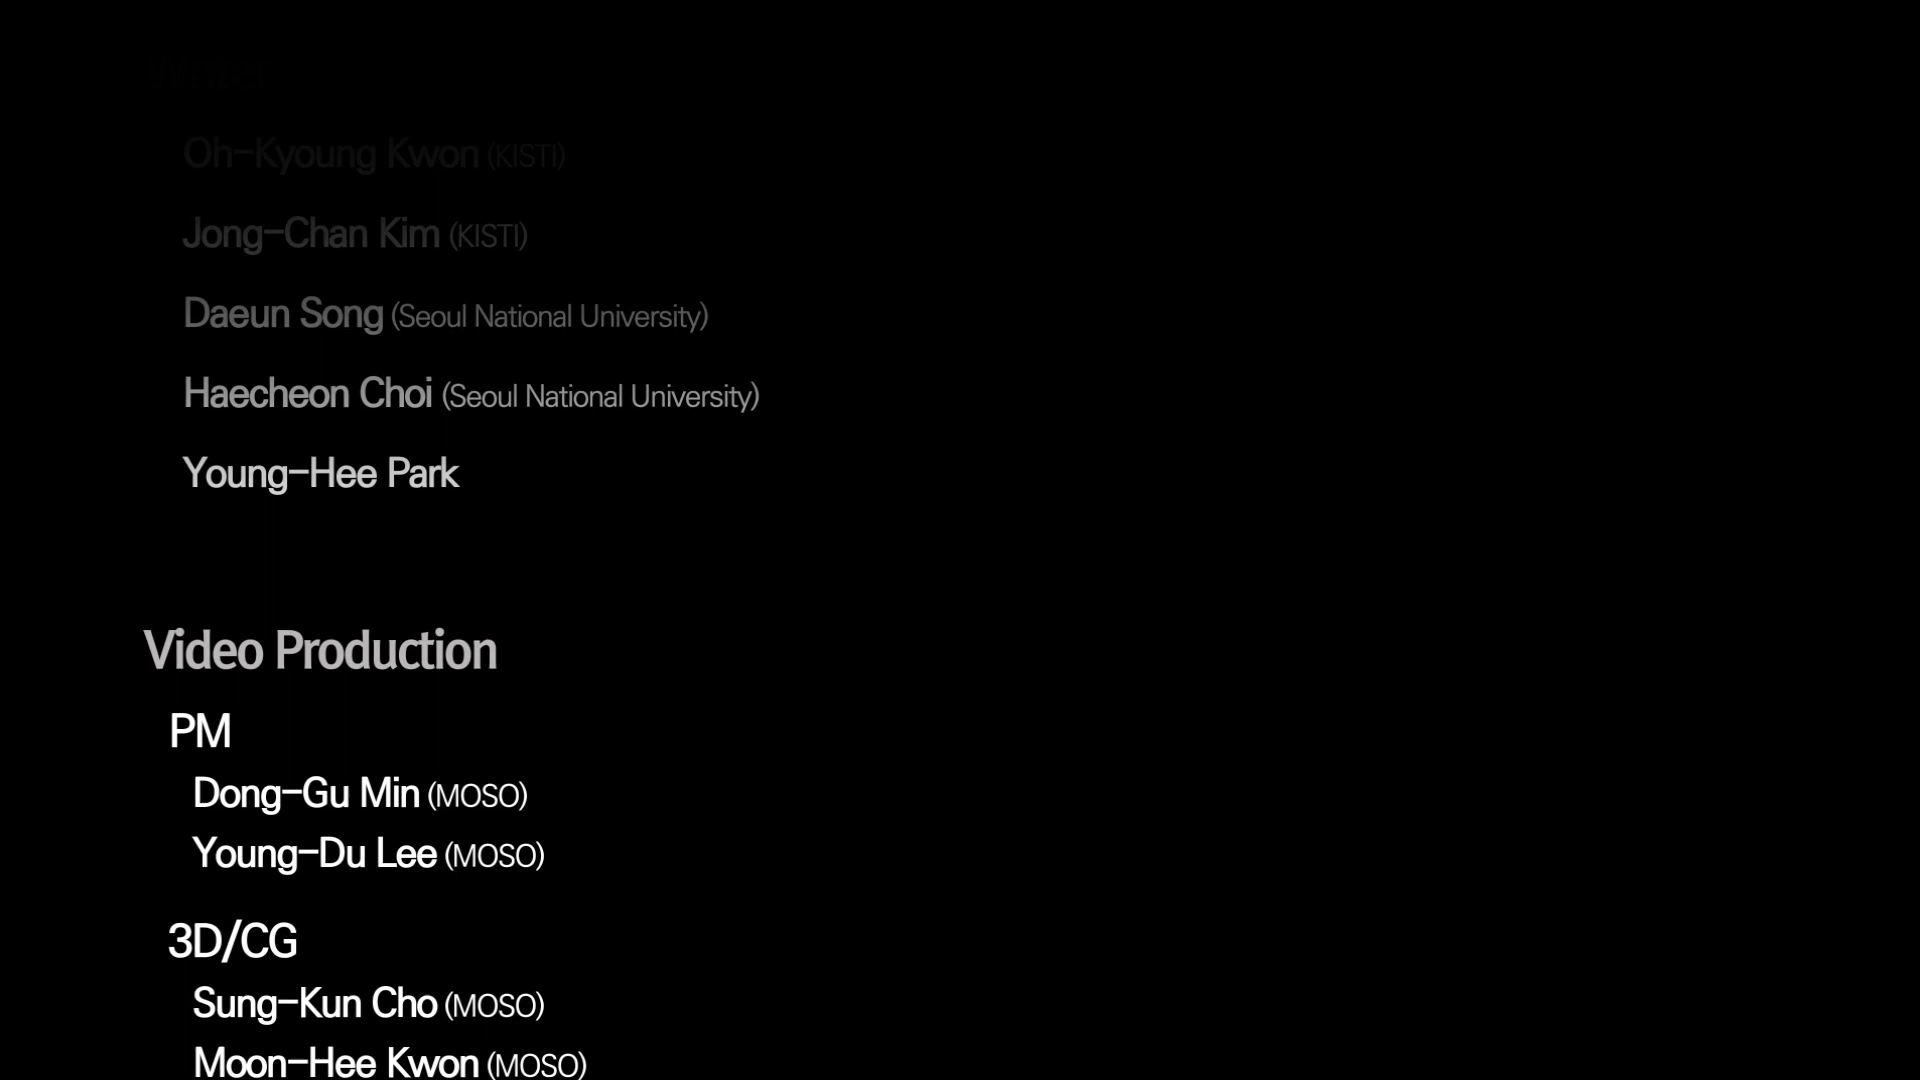 Oh-Kyoung Kwon (KISTI)
Jong-Chan Kim (KISTI)
Daeun Song (Seoul National University)
Haecheon Choi (Seoul National University)
Young-Hee Park
Video Production
PM
Dong-Gu Min (MOSO)
Young-Du Lee (MOSO)
3D/CG
Sung-Kun Cho (MOSO)
Moon-Hee Kwon (MOSO)